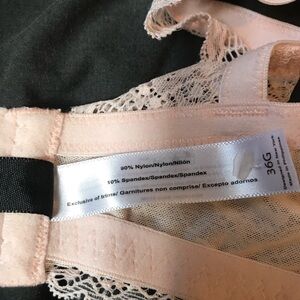 90% Nylon/Nylon/Nilón
10% Spandex/Spandex/Spandex
Exclusive of trims/ Garnitures non comprise/ Excepto adornos
36G